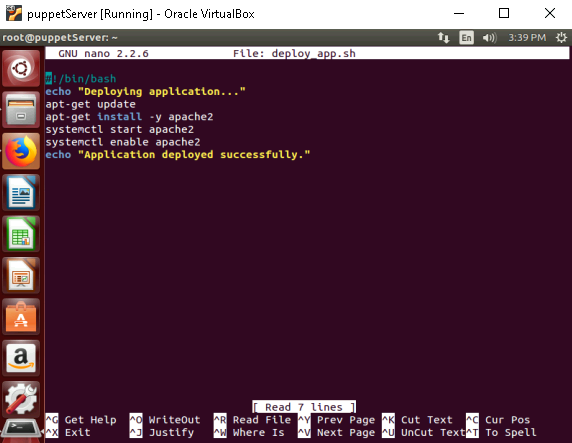 puppetServer [Running] - Oracle VirtualBox
root@puppetServer: ~ En 3:39 PM
GNU nano 2.2.6 File: deploy_app.sh
#!/bin/bash
echo "Deploying application..."
apt-get update
apt-get install -y apache2
systemctl start apache2
systemctl enable apache2
echo "Application deployed successfully."
[ Read 7 lines ]
^G Get Help ^O WriteOut ^R Read File ^Y Prev Page ^K Cut Text ^C Cur Pos
^X Exit ^J Justify ^W Where Is ^V Next Page ^U UnCut Text ^T To Spell